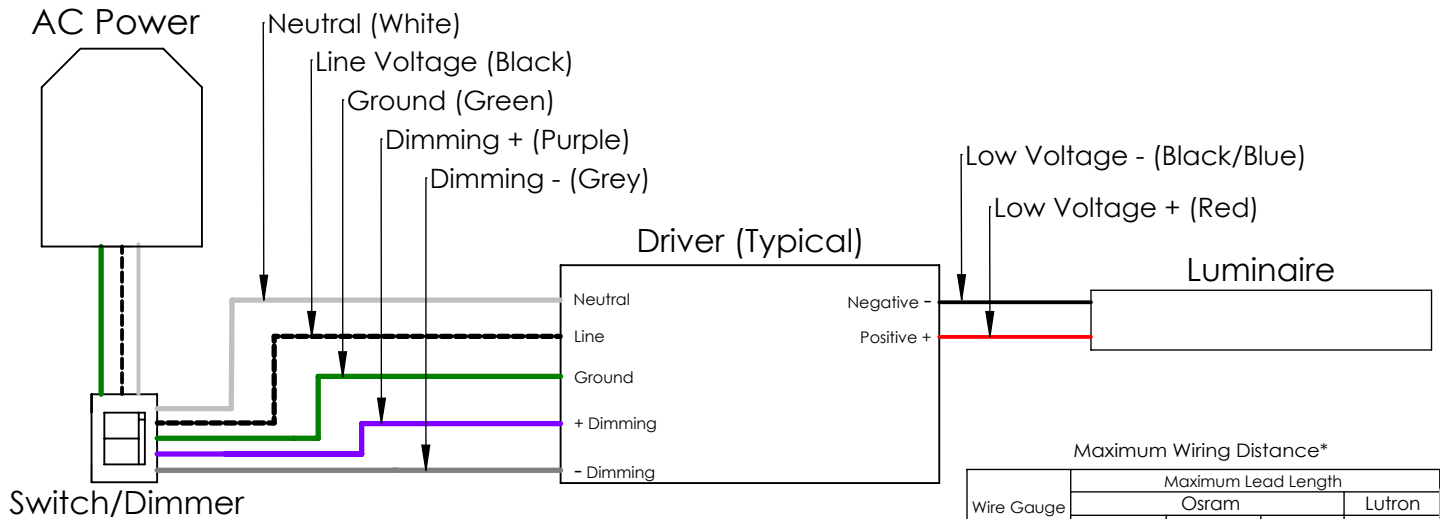 AC Power
Neutral (White)
Line Voltage (Black)
Ground (Green)
Dimming + (Purple)
Dimming - (Grey)
Low Voltage - (Black/Blue)
Low Voltage + (Red)
Driver (Typical)
Luminaire
Neutral
Line
Ground
+ Dimming
- Dimming
Negative -
Positive +
Switch/Dimmer
Maximum Wiring Distance*
Maximum Lead Length
Wire Gauge
Osram
Lutron